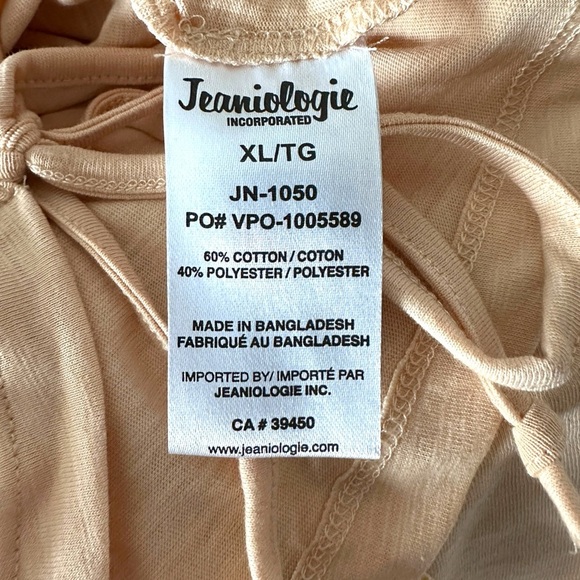 Jeaniologie
INCORPORATED
XL/TG
JN-1050
PO# VPO-1005589
60% COTTON / COTON
40% POLYESTER / POLYESTER
MADE IN BANGLADESH
FABRIQUÉ AU BANGLADESH
IMPORTED BY/ IMPORTÉ PAR
JEANIOLOGIE INC.
CA # 39450
www.jeaniologie.com